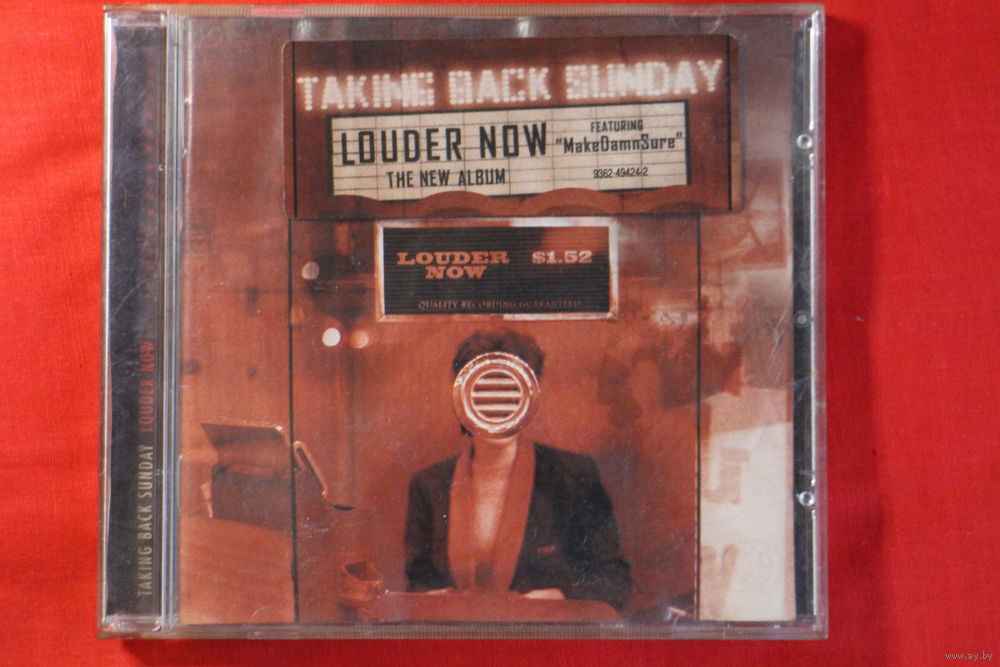 TAKING BACK SUNDAY
LOUDER NOW
FEATURING
"MakeDamnSure"
THE NEW ALBUM
9362-49424-2
LOUDER
NOW
$1.52
QUALITY RECORDING GUARANTEED
TAKING BACK SUNDAY LOUDER NOW
www.ay.by